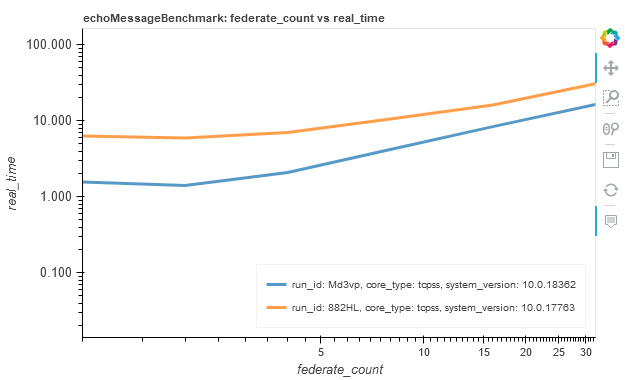 echoMessageBenchmark: federate_count vs real_time
100.000
10.000
1.000
0.100
real_time
run_id: Md3vp, core_type: tcpss, system_version: 10.0.18362
run_id: 882HL, core_type: tcpss, system_version: 10.0.17763
5 10 15 20 25 30
federate_count